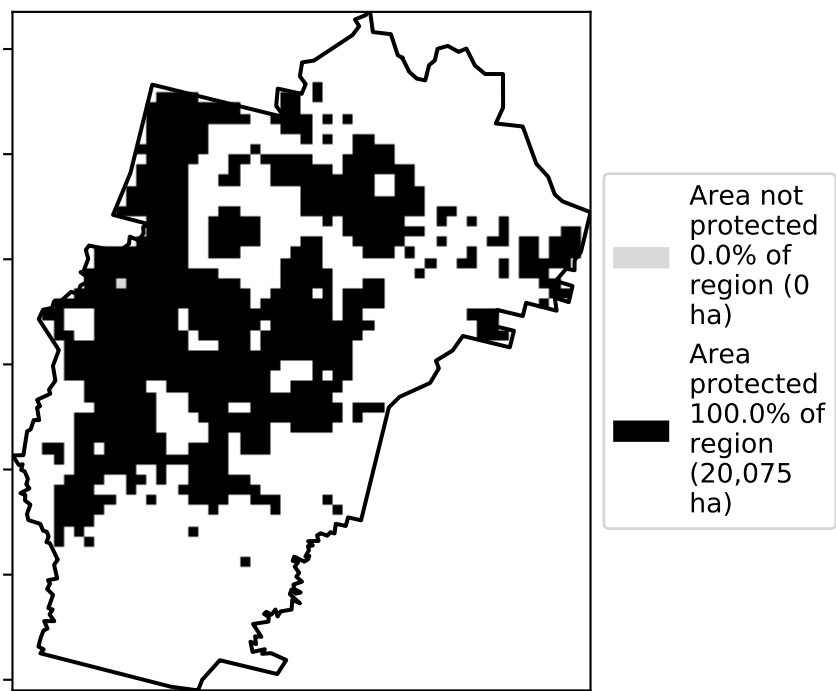 Area not
protected
0.0% of
region (0
ha)
Area
protected
100.0% of
region
(20,075
ha)